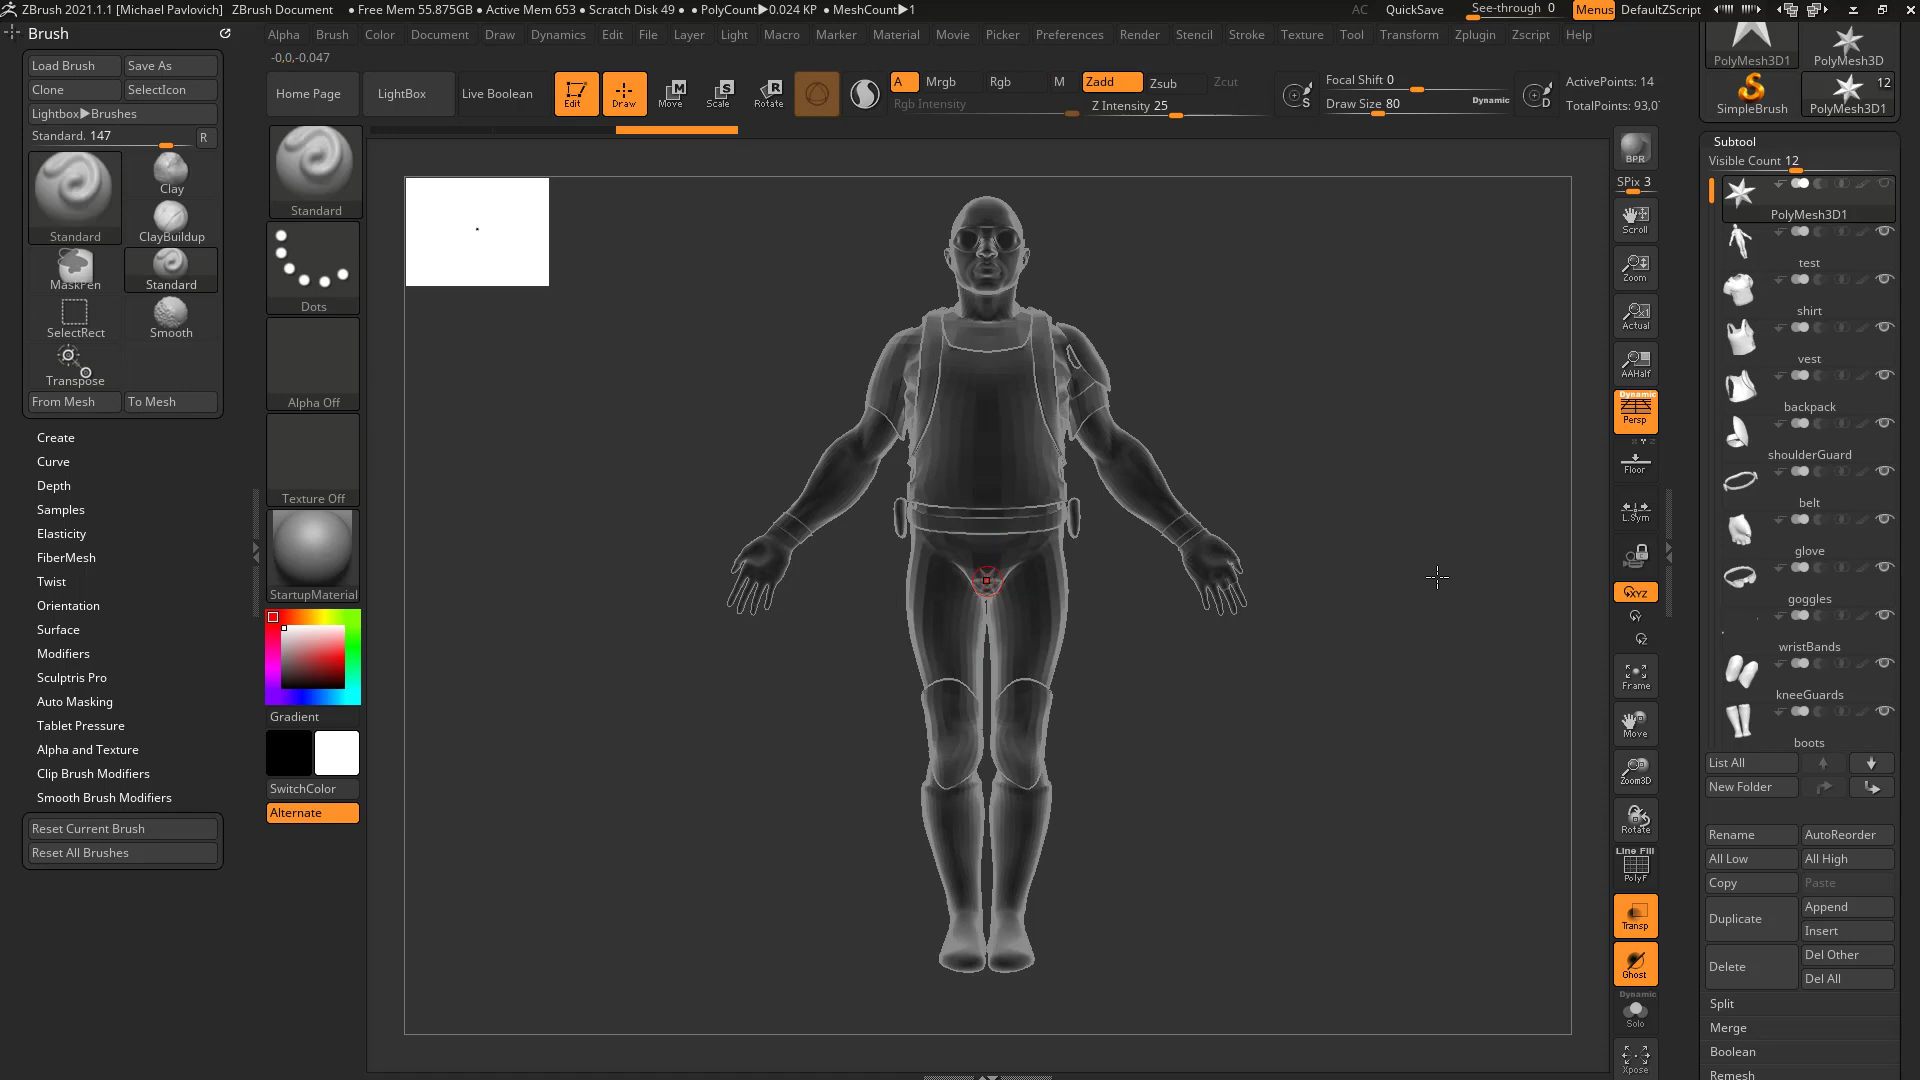 ZBrush 2021.1.1 [Michael Pavlovich] ZBrush Document • Free Mem 55.875GB • Active Mem 653 • Scratch Disk 49 • PolyCount▶0.024 KP • MeshCount▶1 AC QuickSave See-through 0 Menus DefaultZScript
Brush
Alpha Brush Color Document Draw Dynamics Edit File Layer Light Macro Marker Material Movie Picker Preferences Render Stencil Stroke Texture Tool Transform Zplugin Zscript Help
-0,0,-0.047
Load Brush Save As
Clone SelectIcon
Lightbox▶Brushes
Standard. 147 R
Standard
Clay
ClayBuildup
MaskPen
Standard
SelectRect
Smooth
Transpose
From Mesh To Mesh
Create
Curve
Depth
Samples
Elasticity
FiberMesh
Twist
Orientation
Surface
Modifiers
Sculptris Pro
Auto Masking
Tablet Pressure
Alpha and Texture
Clip Brush Modifiers
Smooth Brush Modifiers
Reset Current Brush
Reset All Brushes
Home Page LightBox Live Boolean Edit Draw Move Scale Rotate
A Mrgb Rgb M Zadd Zsub Zcut
Rgb Intensity Z Intensity 25
S Focal Shift 0
Draw Size 80 Dynamic D
ActivePoints: 14
TotalPoints: 93,0
Standard
Dots
Alpha Off
Texture Off
StartupMaterial
Gradient
SwitchColor
Alternate
BPR
SPix 3
Scroll
Zoom
Actual
AAHalf
Dynamic
Persp
Floor
L.Sym
XYZ
Y
Z
Frame
Move
Zoom3D
Rotate
Line Fill
PolyF
Transp
Ghost
Dynamic
Solo
Xpose
PolyMesh3D1 PolyMesh3D
12
SimpleBrush PolyMesh3D1
Subtool
Visible Count 12
PolyMesh3D1
test
shirt
vest
backpack
shoulderGuard
belt
glove
goggles
wristBands
kneeGuards
boots
List All
New Folder
Rename AutoReorder
All Low All High
Copy Paste
Duplicate Append
Insert
Delete Del Other
Del All
Split
Merge
Boolean
Remesh